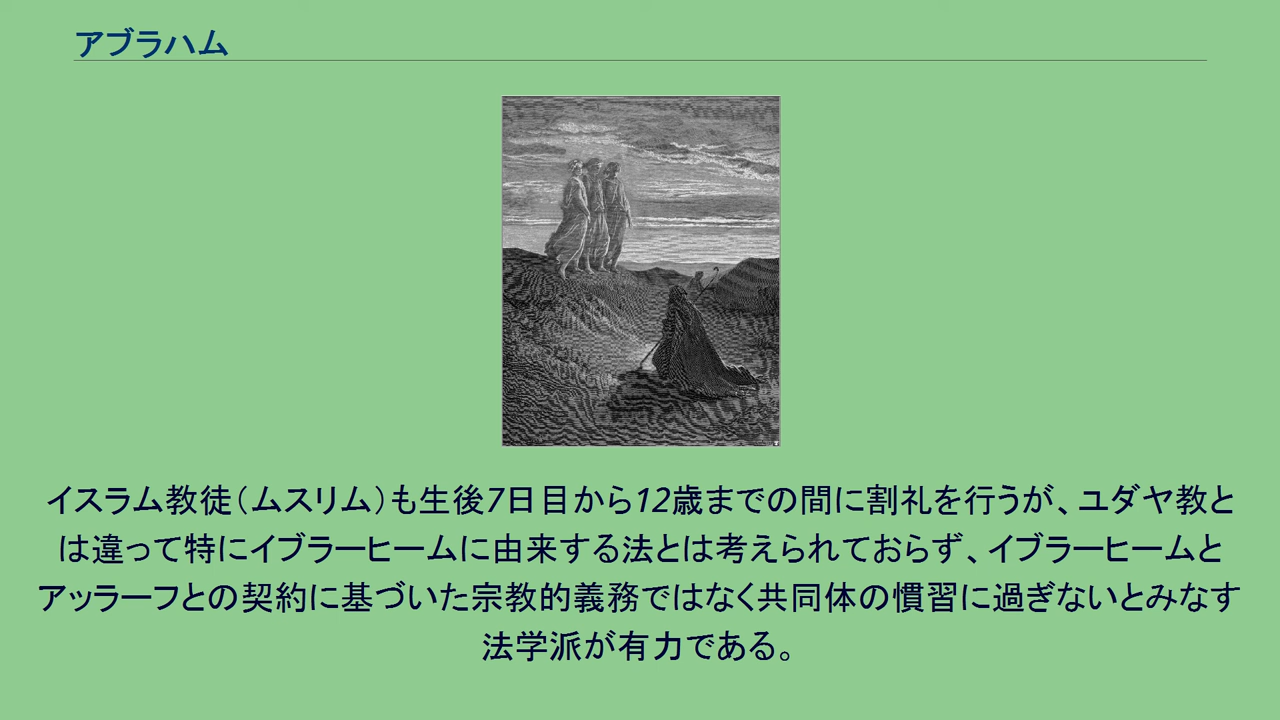 アブラハム
イスラム教徒（ムスリム）も生後7日目から12歳までの間に割礼を行うが、ユダヤ教と
は違って特にイブラーヒームに由来する法とは考えられておらず、イブラーヒームと
アッラーフとの契約に基づいた宗教的義務ではなく共同体の慣習に過ぎないとみなす
法学派が有力である。